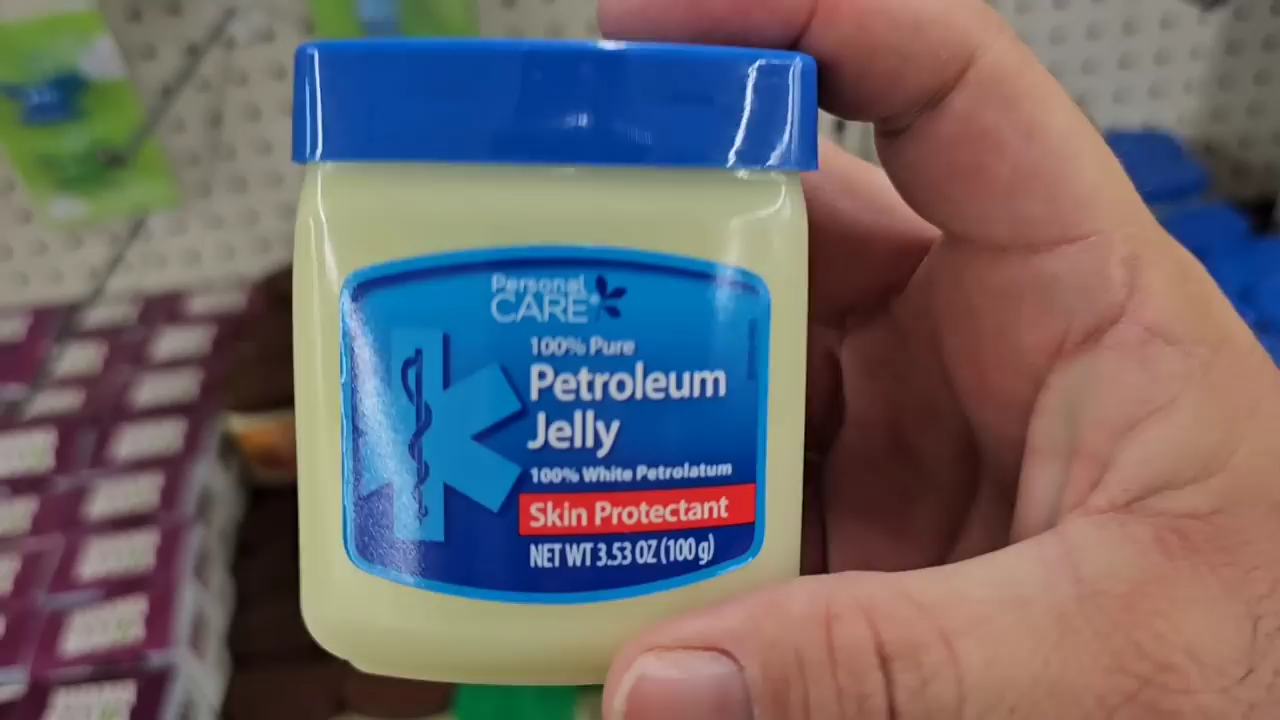 Personal
CARE
100% Pure
Petroleum
Jelly
100% White Petrolatum
Skin Protectant
NET WT 3.53 OZ (100 g)